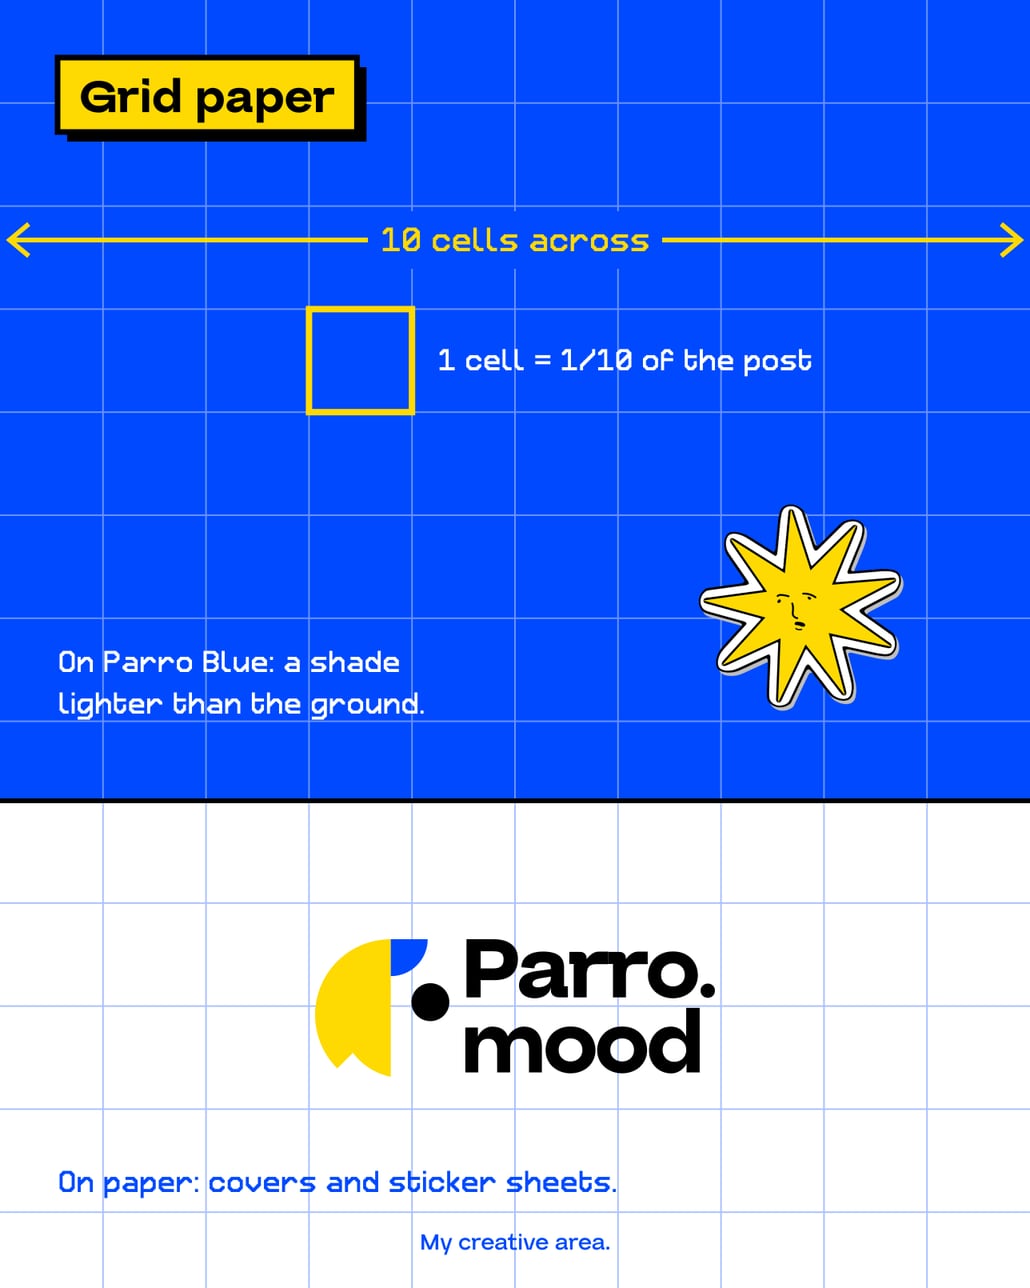 Grid paper
10 cells across
1 cell = 1/10 of the post
On Parro Blue: a shade
lighter than the ground.
Parro.
mood
On paper: covers and sticker sheets.
My creative area.